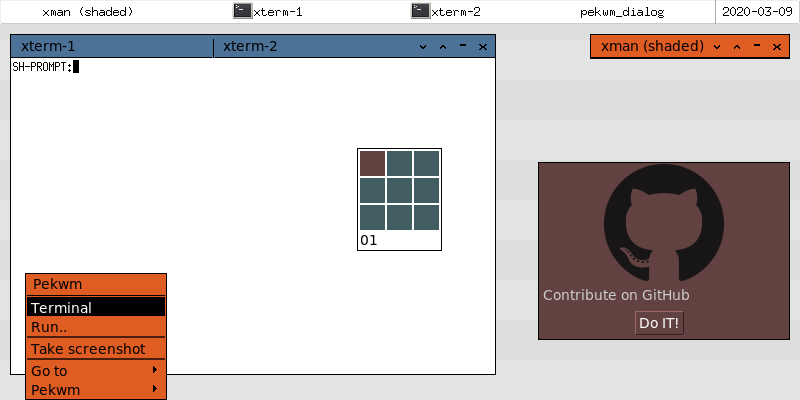 xman (shaded) xterm-1 xterm-2 pekwm_dialog 2020-03-09
xterm-1 xterm-2
xman (shaded)
SH-PROMPT:
01
Contribute on GitHub
Do IT!
Pekwm
Terminal
Run..
Take screenshot
Go to
Pekwm